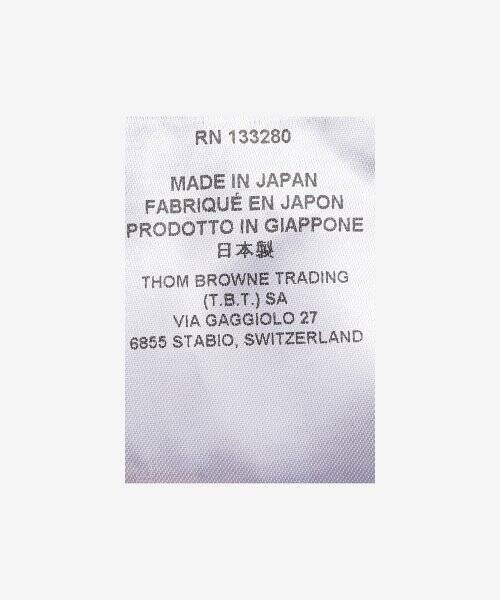 RN 133280
MADE IN JAPAN
FABRIQUÉ EN JAPON
PRODOTTO IN GIAPPONE
日本製
THOM BROWNE TRADING
(T.B.T.) SA
VIA GAGGIOLO 27
6855 STABIO, SWITZERLAND